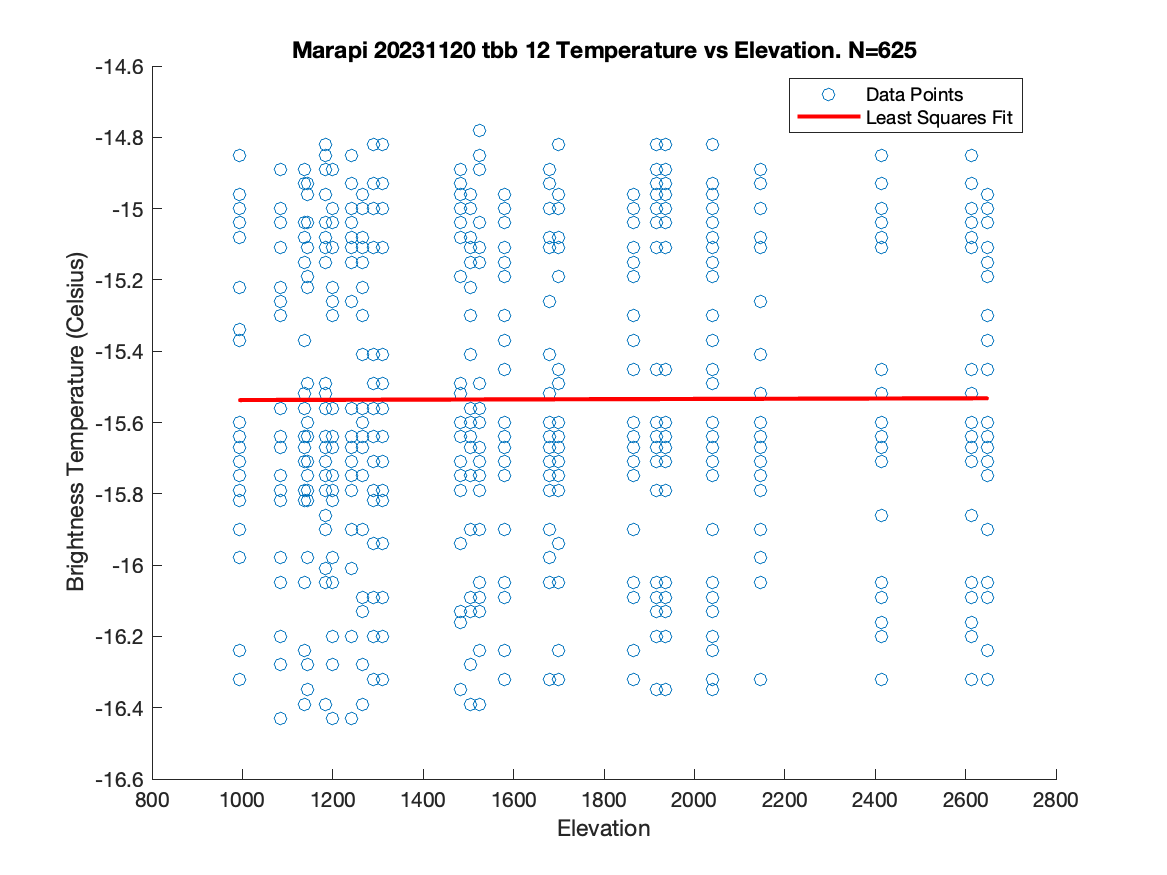 Marapi 20231120 tbb 12 Temperature vs Elevation. N=625
Data Points
Least Squares Fit
-14.6
-14.8
-15
-15.2
-15.4
-15.6
-15.8
-16
-16.2
-16.4
-16.6
Brightness Temperature (Celsius)
800 1000 1200 1400 1600 1800 2000 2200 2400 2600 2800
Elevation